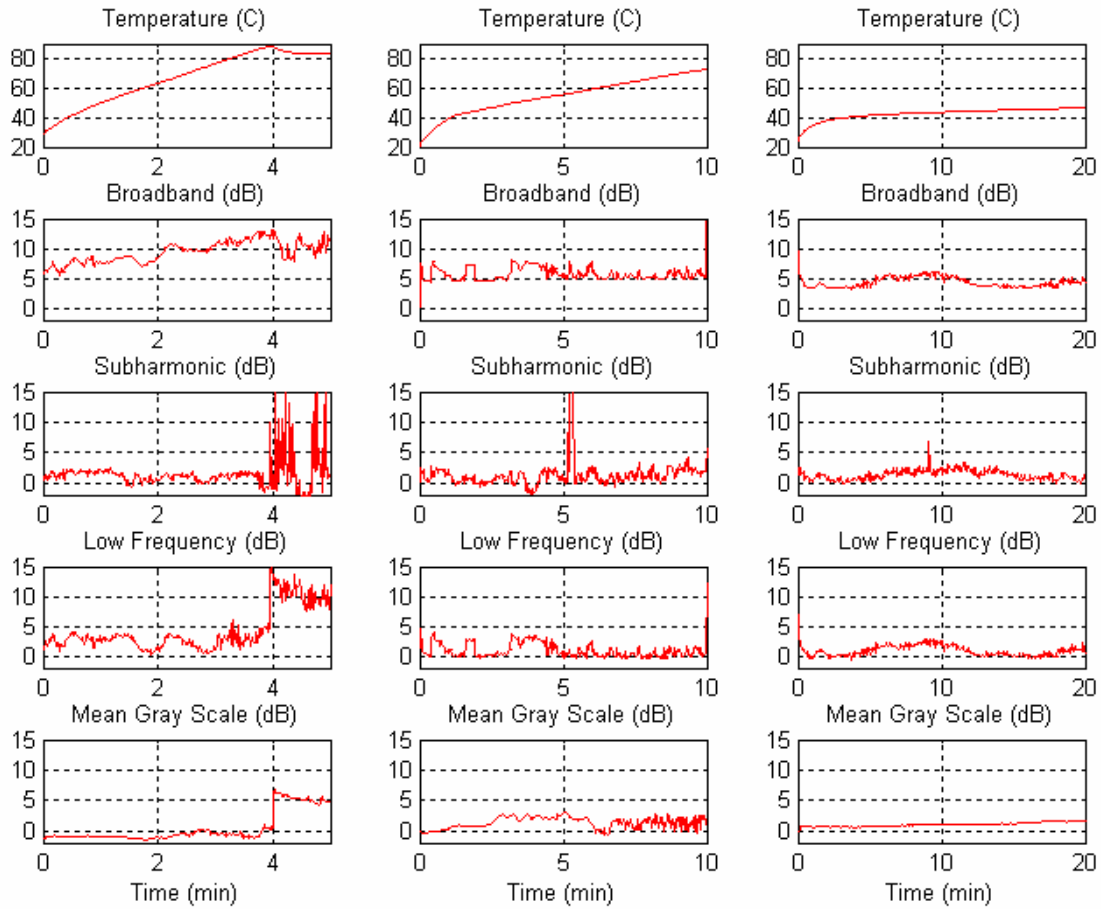 Temperature (C) Temperature (C) Temperature (C)
80 80 80
60 60 60
40 40 40
20 20 20
0 2 4 0 5 10 0 10 20
Broadband (dB) Broadband (dB) Broadband (dB)
15 15 15
10 10 10
5 5 5
0 0 0
0 2 4 0 5 10 0 10 20
Subharmonic (dB) Subharmonic (dB) Subharmonic (dB)
15 15 15
10 10 10
5 5 5
0 0 0
0 2 4 0 5 10 0 10 20
Low Frequency (dB) Low Frequency (dB) Low Frequency (dB)
15 15 15
10 10 10
5 5 5
0 0 0
0 2 4 0 5 10 0 10 20
Mean Gray Scale (dB) Mean Gray Scale (dB) Mean Gray Scale (dB)
15 15 15
10 10 10
5 5 5
0 0 0
0 2 4 0 5 10 0 10 20
Time (min) Time (min) Time (min)